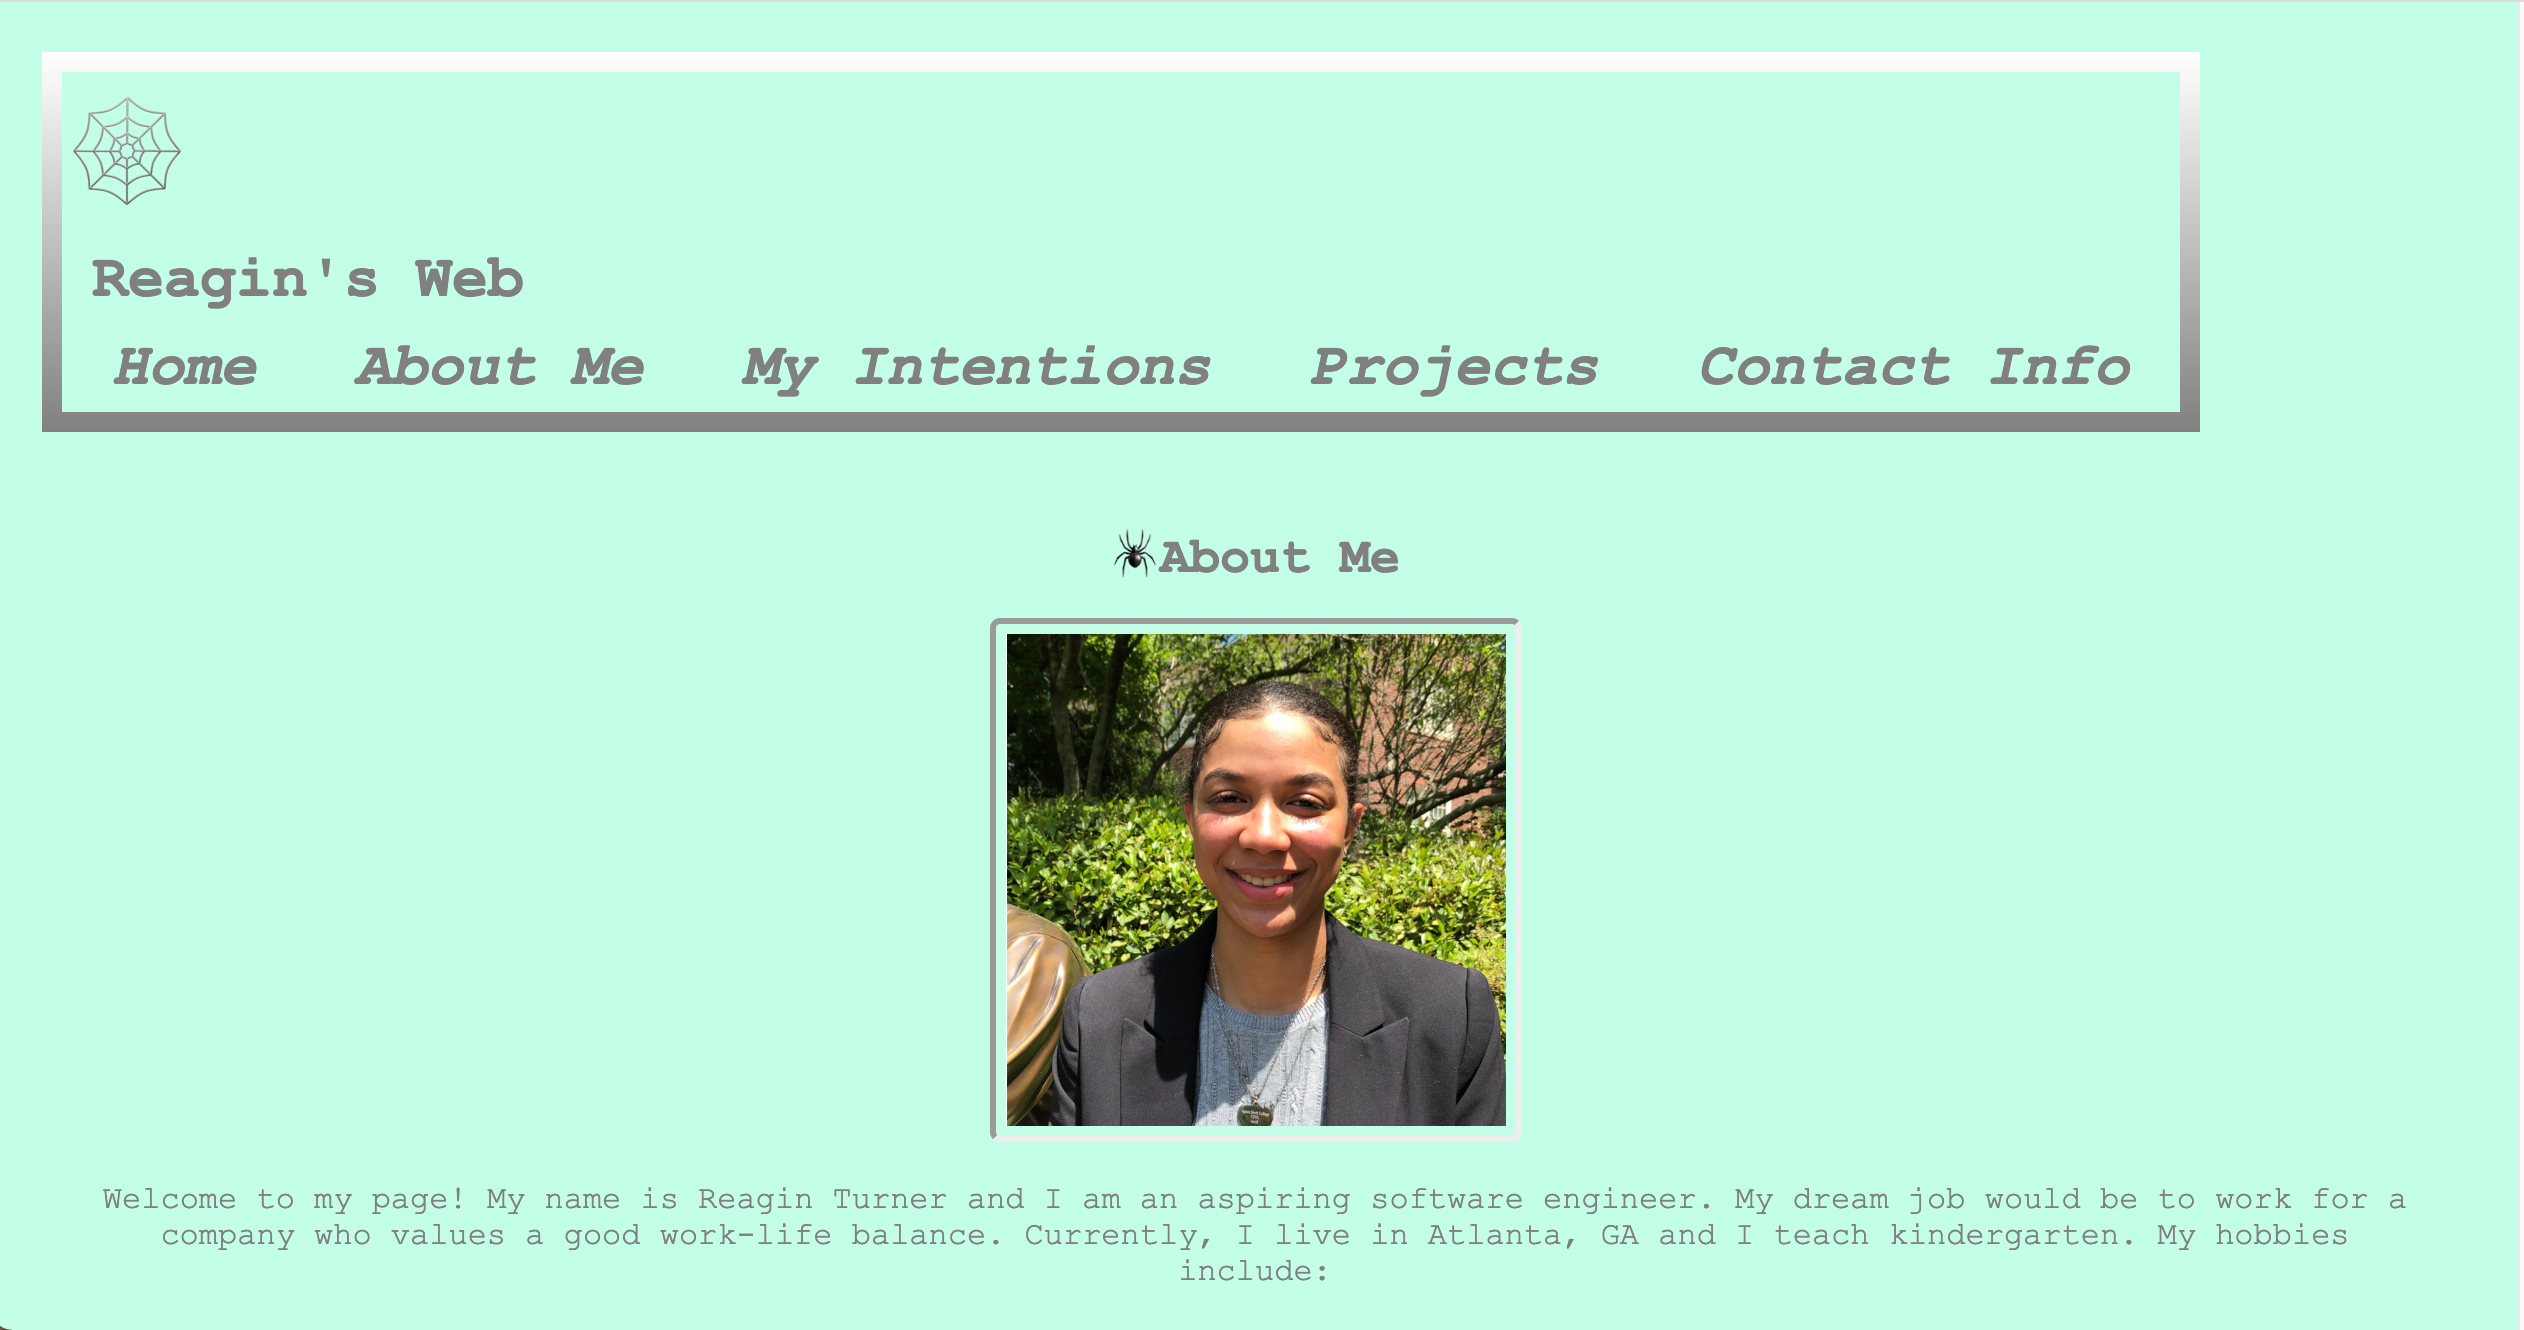 Reagin's Web
Home About Me My Intentions Projects Contact Info
About Me
Welcome to my page! My name is Reagin Turner and I am an aspiring software engineer. My dream job would be to work for a
company who values a good work-life balance. Currently, I live in Atlanta, GA and I teach kindergarten. My hobbies
include: